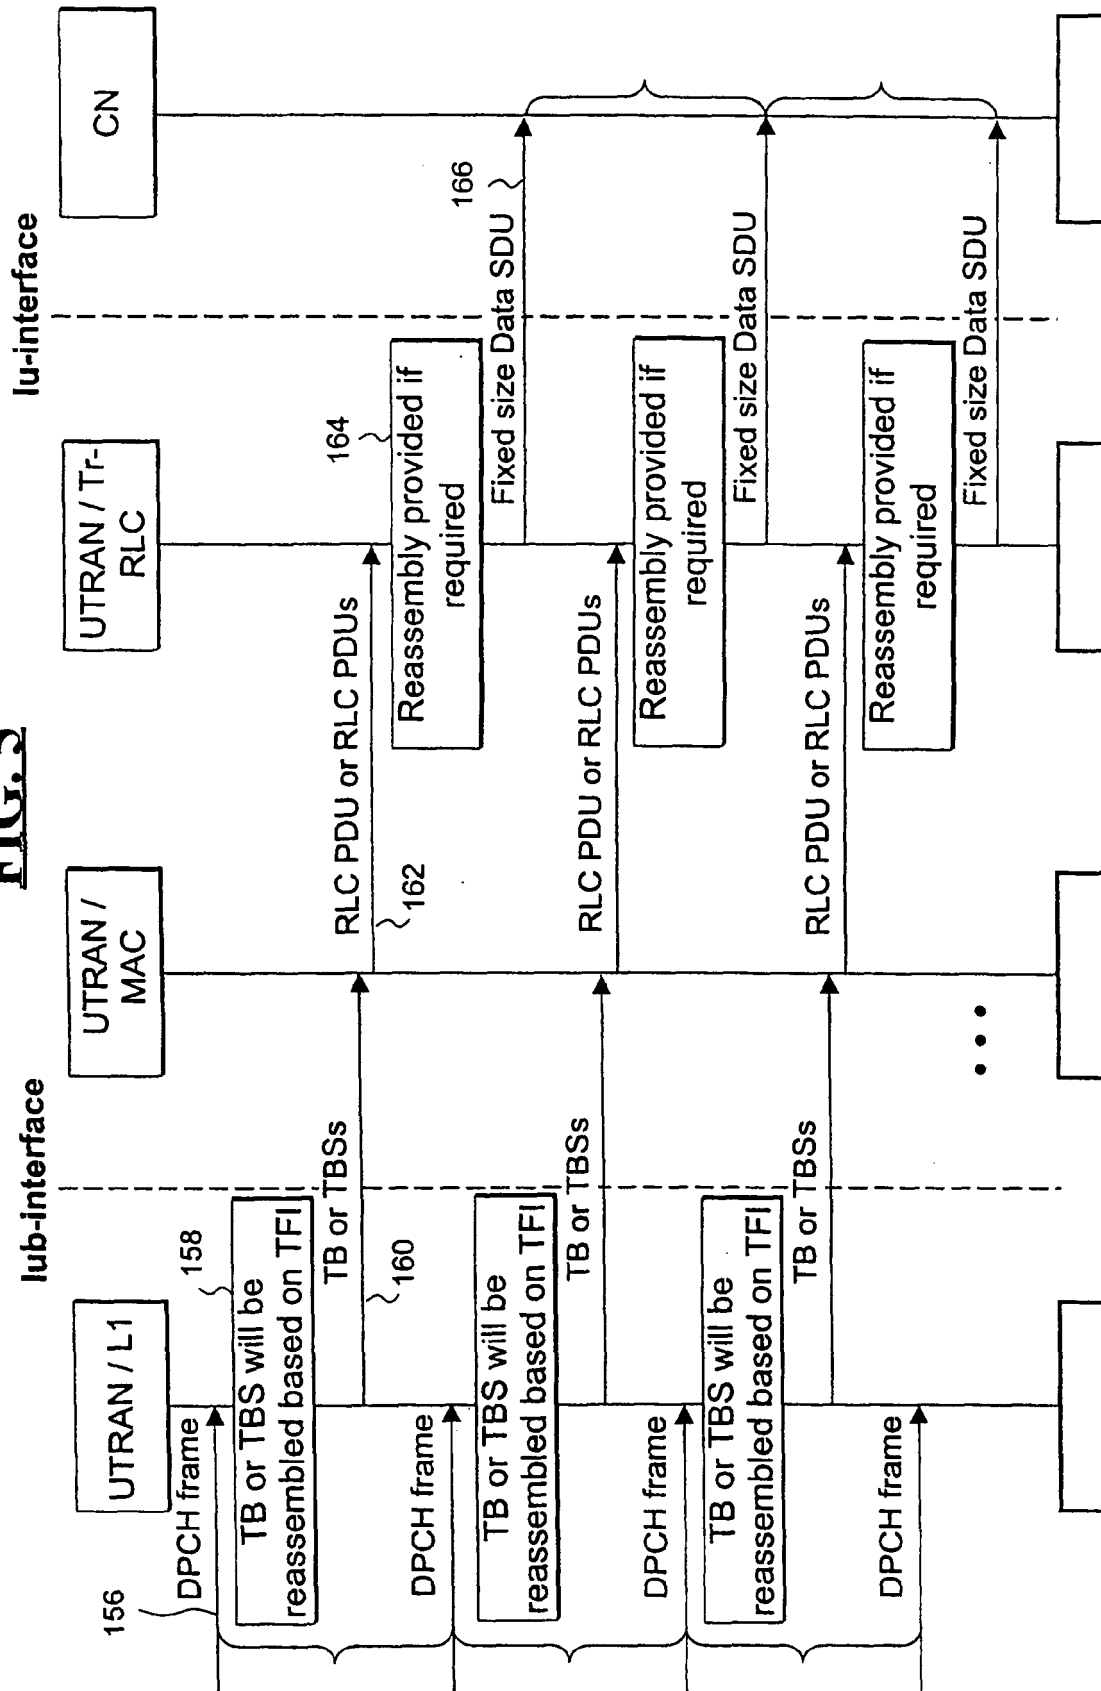 FIG.
Iub-interface
Iu-interface
UTRAN / L1
UTRAN /
MAC
UTRAN / Tr-
RLC
CN
156
DPCH frame
158
TB or TBS will be
reassembled based on TFI
TB or TBSs
160
RLC PDU or RLC PDUs
162
164
Reassembly provided if
required
166
Fixed size Data SDU
DPCH frame
TB or TBS will be
reassembled based on TFI
TB or TBSs
RLC PDU or RLC PDUs
Reassembly provided if
required
Fixed size Data SDU
DPCH frame
TB or TBS will be
reassembled based on TFI
TB or TBSs
RLC PDU or RLC PDUs
Reassembly provided if
required
Fixed size Data SDU
DPCH frame